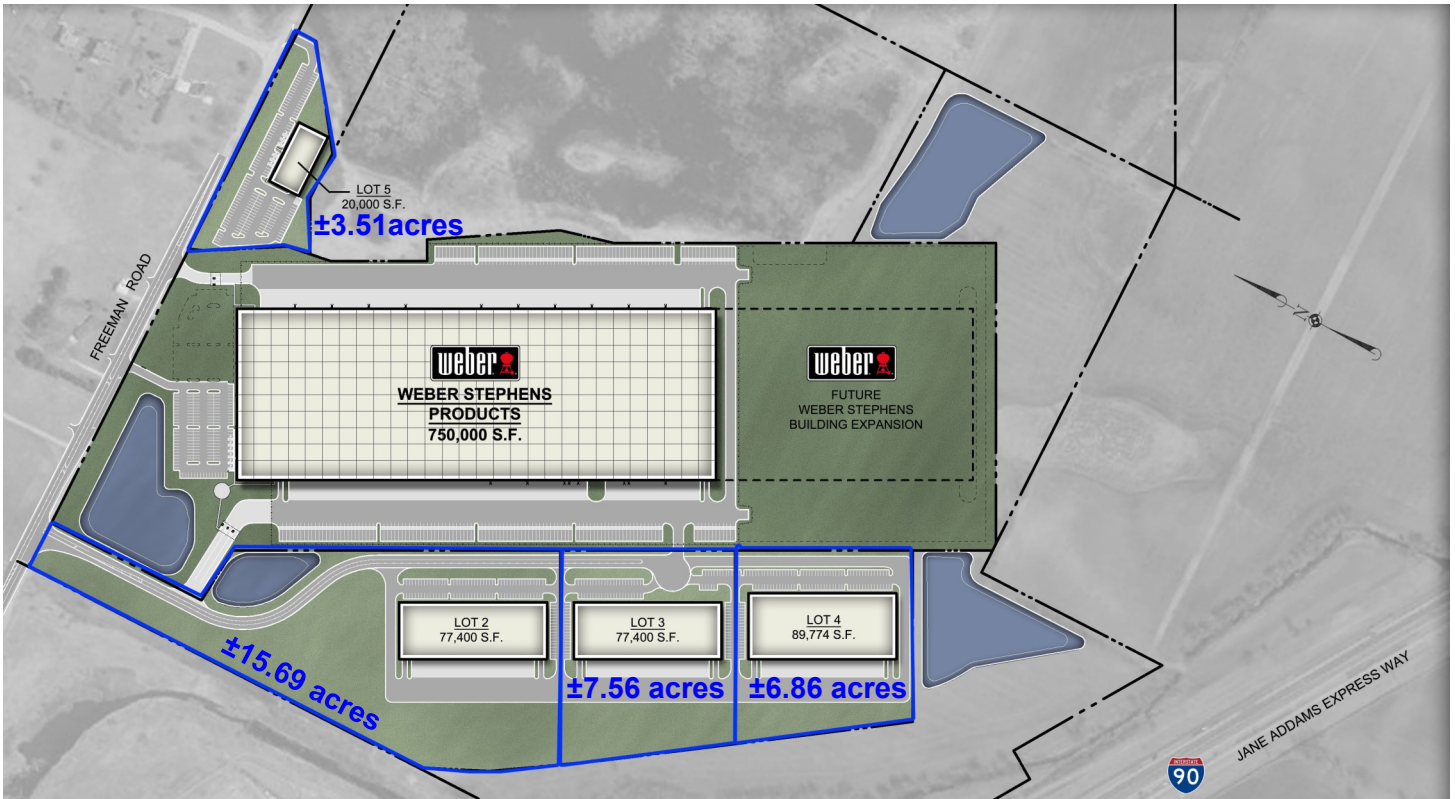 LOT 5
20,000 S.F.
±3.51acres
FREEMAN ROAD
N
weber
WEBER STEPHENS
PRODUCTS
750,000 S.F.
weber
FUTURE
WEBER STEPHENS
BUILDING EXPANSION
LOT 2
77,400 S.F.
LOT 3
77,400 S.F.
LOT 4
89,774 S.F.
±15.69 acres
±7.56 acres
±6.86 acres
JANE ADDAMS EXPRESS WAY
INTERSTATE
90